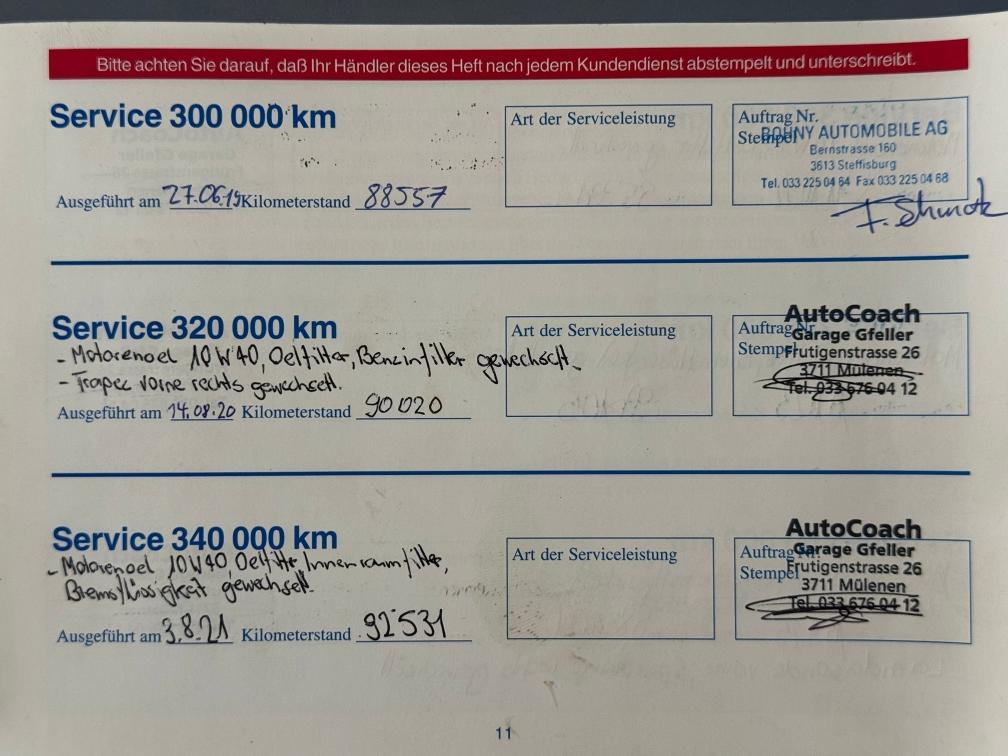 Bitte achten Sie darauf, daß Ihr Händler dieses Heft nach jedem Kundendienst abstempelt und unterschreibt.
Service 300 000 km
Art der Serviceleistung
Auftrag Nr.
Stempel
BOHNY AUTOMOBILE AG
Bernstrasse 160
3613 Steffisburg
Tel. 033 225 04 64 Fax 033 225 04 68
Ausgeführt am 27.06.19 Kilometerstand 88557
Service 320 000 km
- Motorenoel 10W40, Oelfilter, Benzinfilter gewechselt.
- Trapez vorne rechts gewechselt.
Ausgeführt am 14.08.20 Kilometerstand 90020
Art der Serviceleistung
Auftrag Nr.
Stempel
AutoCoach
Garage Gfeller
Frutigenstrasse 26
3711 Mülenen
Tel. 033 676 04 12
Service 340 000 km
- Motorenoel 10W40, Oelfilter Innenraumfilter,
Bremsflüssigkeit gewechselt.
Ausgeführt am 3.8.21 Kilometerstand 92531
Art der Serviceleistung
Auftrag Nr.
Stempel
AutoCoach
Garage Gfeller
Frutigenstrasse 26
3711 Mülenen
Tel. 033 676 04 12
11